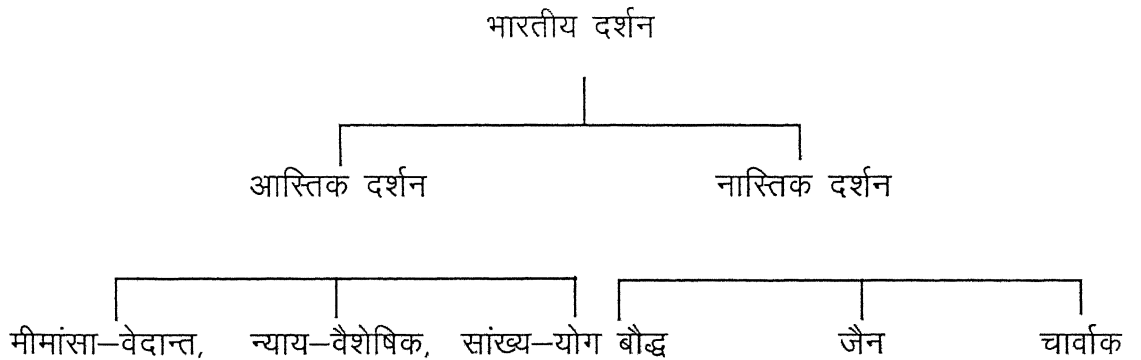 भारतीय दर्शन
आस्तिक दर्शन नास्तिक दर्शन
मीमांसा–वेदान्त, न्याय–वैशेषिक, सांख्य–योग बौद्ध जैन चार्वाक